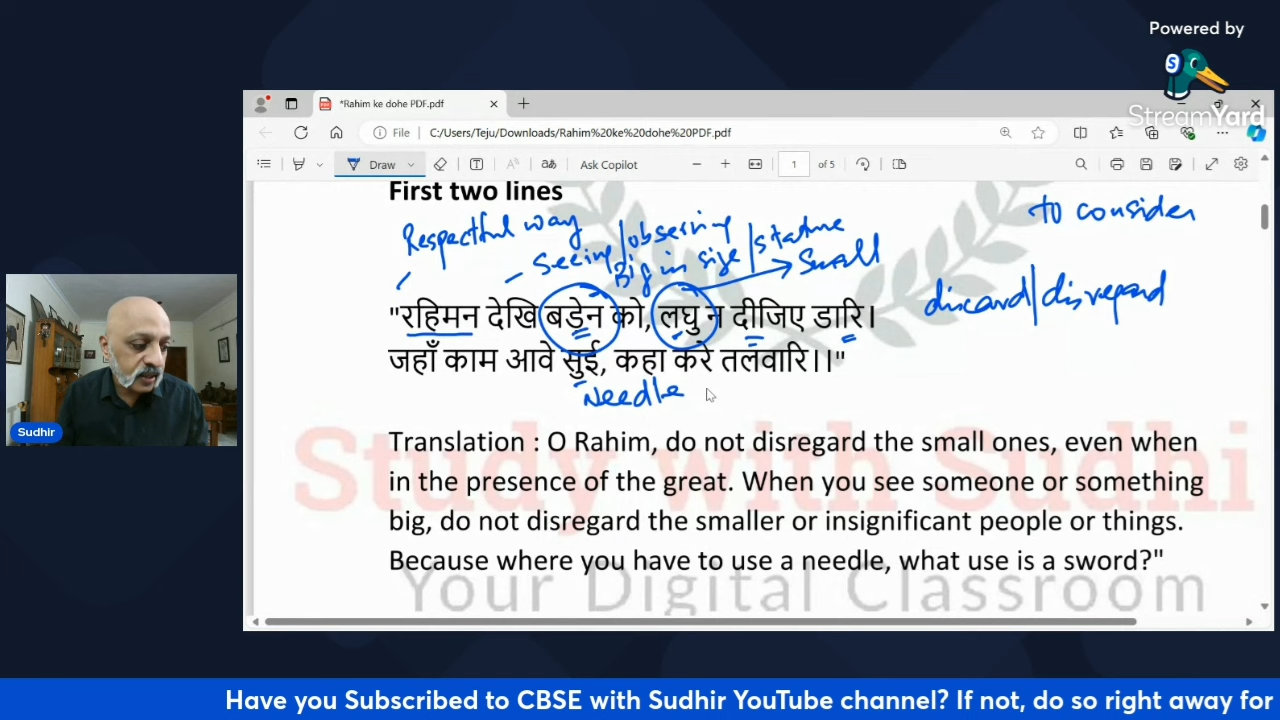 Powered by
S
StreamYard
*Rahim ke dohe PDF.pdf
File C:/Users/Teju/Downloads/Rahim%20ke%20dohe%20PDF.pdf
Draw Ask Copilot 1 of 5
First two lines
to consider
Respectful way
Seeing/observing
Big in size/stature
Small
discard/disregard
"रहिमन देखि बड़ेन को, लघु न दीजिए डारि।
जहाँ काम आवे सुई, कहा करे तलवारि।।"
Needle
Translation : O Rahim, do not disregard the small ones, even when
in the presence of the great. When you see someone or something
big, do not disregard the smaller or insignificant people or things.
Because where you have to use a needle, what use is a sword?"
Study with Sudhi
Your Digital Classroom
Sudhir
Have you Subscribed to CBSE with Sudhir YouTube channel? If not, do so right away for